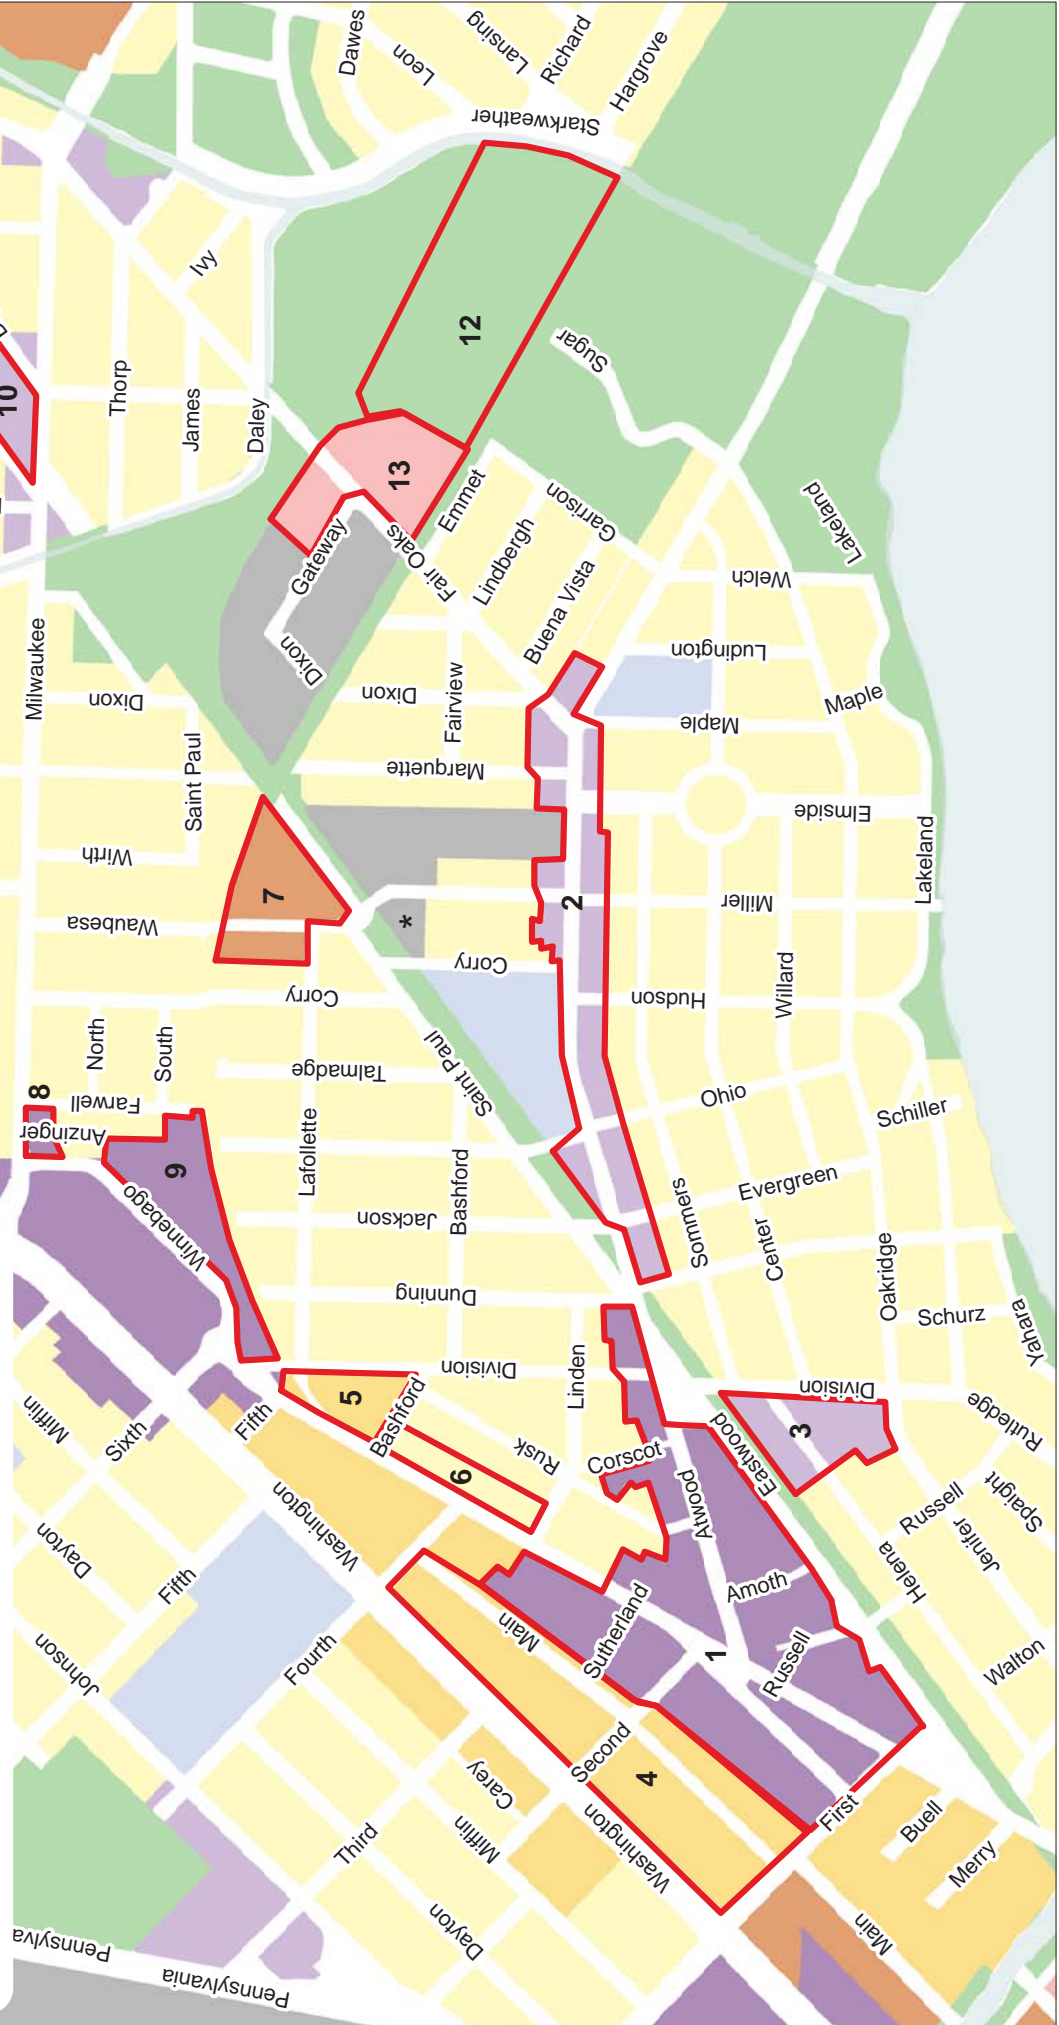 Dawes
Leon
Lansing
Richard
Hargrove
Starkweather
Ivy
12
Sugar
10
Thorp
James
Daley
13
Emmet
Garrison
Lakeland
Gateway
Fair Oaks
Lindbergh
Buena Vista
Welch
Ludington
Milwaukee
Dixon
Dixon
Dixon
Fairview
Maple
Maple
Saint Paul
Marquette
Elmside
Wirth
Lakeland
Waubesa
7
*
2
Miller
Corry
Corry
Hudson
Willard
North
South
Talmadge
Saint Paul
8
Farwell
Anzinger
Ohio
Schiller
9
Lafollette
Bashford
Evergreen
Winnebago
Jackson
Sommers
Center
Oakridge
Dunning
Schurz
Yahara
Division
Linden
Division
Mifflin
Sixth
Fifth
5
Bashford
3
Rutledge
6
Rusk
Corscot
Eastwood
Atwood
Washington
Russell
Spaight
Jenifer
Helena
Dayton
Fifth
Amoth
Johnson
Fourth
Main
Sutherland
1
Russell
Walton
Second
4
Carey
Mifflin
Washington
First
Buell
Third
Merry
Dayton
Main
Pennsylva
Pennsylvania